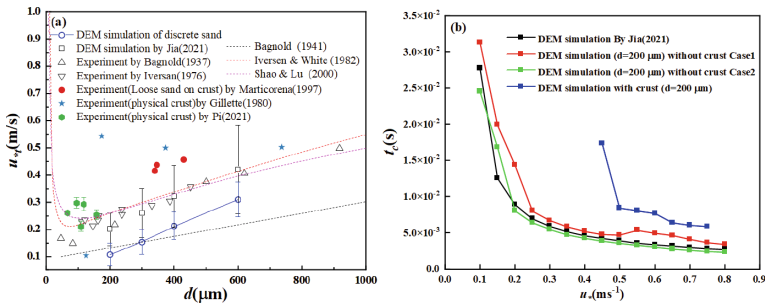 (a)
DEM simulation of discrete sand
DEM simulation by Jia(2021)
Experiment by Bagnold(1937)
Experiment by Iversan(1976)
Experiment(Loose sand on crust) by Marticorena(1997)
Experiment(physical crust)by Gillette(1980)
Experiment(physical crust) by Pi(2021)
Bagnold (1941)
Iversen & White (1982)
Shao & Lu (2000)
u*t(m/s)
1.0
0.9
0.8
0.7
0.6
0.5
0.4
0.3
0.2
0.1
0 200 400 600 800 1000
d(μm)
(b)
DEM simulation By Jia(2021)
DEM simulation (d=200 μm) without crust Case1
DEM simulation (d=200 μm) without crust Case2
DEM simulation with crust (d=200 μm)
tc(s)
3.5×10⁻²
3.0×10⁻²
2.5×10⁻²
2.0×10⁻²
1.5×10⁻²
1.0×10⁻²
5.0×10⁻³
0.0
0.0 0.1 0.2 0.3 0.4 0.5 0.6 0.7 0.8 0.9
u*(ms⁻¹)